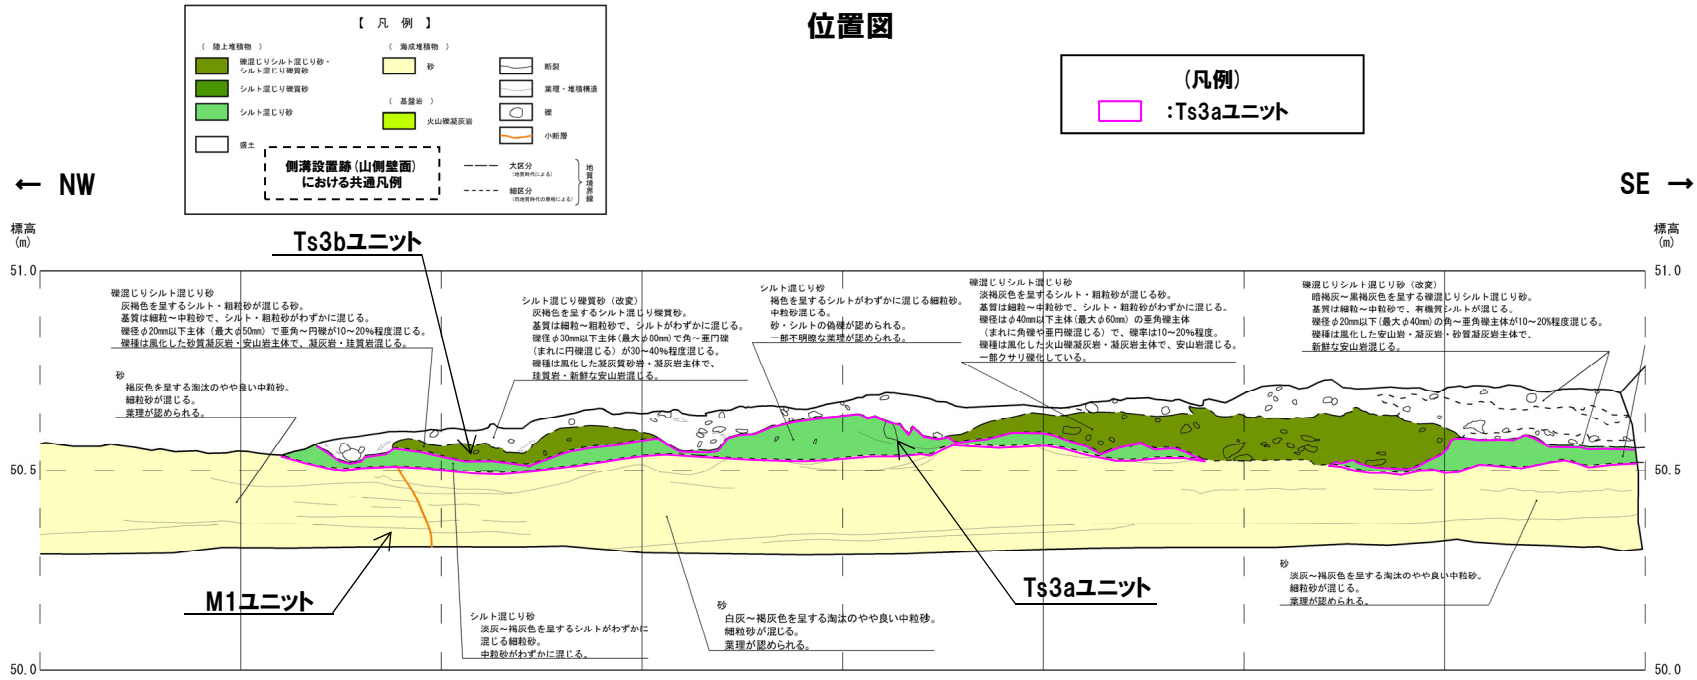 位置図
【 凡 例 】
( 陸上堆積物 )
礫混じりシルト混じり砂・
シルト混じり礫質砂
シルト混じり礫質砂
シルト混じり砂
盛土
( 海成堆積物 )
砂
( 基盤岩 )
火山礫凝灰岩
断裂
葉理・堆積構造
礫
小断層
側溝設置跡(山側壁面)
における共通凡例
大区分
(地質時代による)
細区分
(同地質時代の層相による)
地質境界線
(凡例)
:Ts3aユニット
← NW
SE →
標高
(m)
標高
(m)
51.0
51.0
50.5
50.5
50.0
50.0
Ts3bユニット
礫混じりシルト混じり砂
灰褐色を呈するシルト・粗粒砂が混じる砂。
基質は細粒~中粒砂で、シルト・粗粒砂がわずかに混じる。
礫径φ20mm以下主体(最大φ50mm)で亜角~円礫が10~20%程度混じる。
礫種は風化した砂質凝灰岩・安山岩主体で、凝灰岩・珪質岩混じる。
砂
褐灰色を呈する淘汰のやや良い中粒砂。
細粒砂が混じる。
葉理が認められる。
シルト混じり礫質砂(改変)
灰褐色を呈するシルト混じり礫質砂。
基質は細粒~粗粒砂で、シルトがわずかに混じる。
礫径φ30mm以下主体(最大φ80mm)で角~亜円礫
(まれに円礫混じる)が30~40%程度混じる。
礫種は風化した凝灰質砂岩・凝灰岩主体で、
珪質岩・新鮮な安山岩混じる。
シルト混じり砂
褐色を呈するシルトがわずかに混じる細粒砂。
中粒砂混じる。
砂・シルトの偽礫が認められる。
一部不明瞭な葉理が認められる。
礫混じりシルト混じり砂
淡褐灰色を呈するシルト・粗粒砂が混じる砂。
基質は細粒~中粒砂で、シルト・粗粒砂がわずかに混じる。
礫径はφ40mm以下主体(最大φ60mm)の亜角礫主体
(まれに角礫や亜円礫混じる)で、礫率は10~20%程度。
礫種は風化した火山礫凝灰岩・凝灰岩主体で、安山岩混じる。
一部クサリ礫化している。
礫混じりシルト混じり砂(改変)
暗褐灰~黒褐灰色を呈する礫混じりシルト混じり砂。
基質は細粒~中粒砂で、有機質シルトが混じる。
礫径φ20mm以下(最大φ40mm)の角~亜角礫主体が10~20%程度混じる。
礫種は風化した安山岩・凝灰岩・砂質凝灰岩主体で、
新鮮な安山岩混じる。
M1ユニット
シルト混じり砂
淡灰~褐灰色を呈するシルトがわずかに
混じる細粒砂。
中粒砂がわずかに混じる。
砂
白灰~褐灰色を呈する淘汰のやや良い中粒砂。
細粒砂が混じる。
葉理が認められる。
Ts3aユニット
砂
淡灰~褐灰色を呈する淘汰のやや良い中粒砂。
細粒砂が混じる。
葉理が認められる。